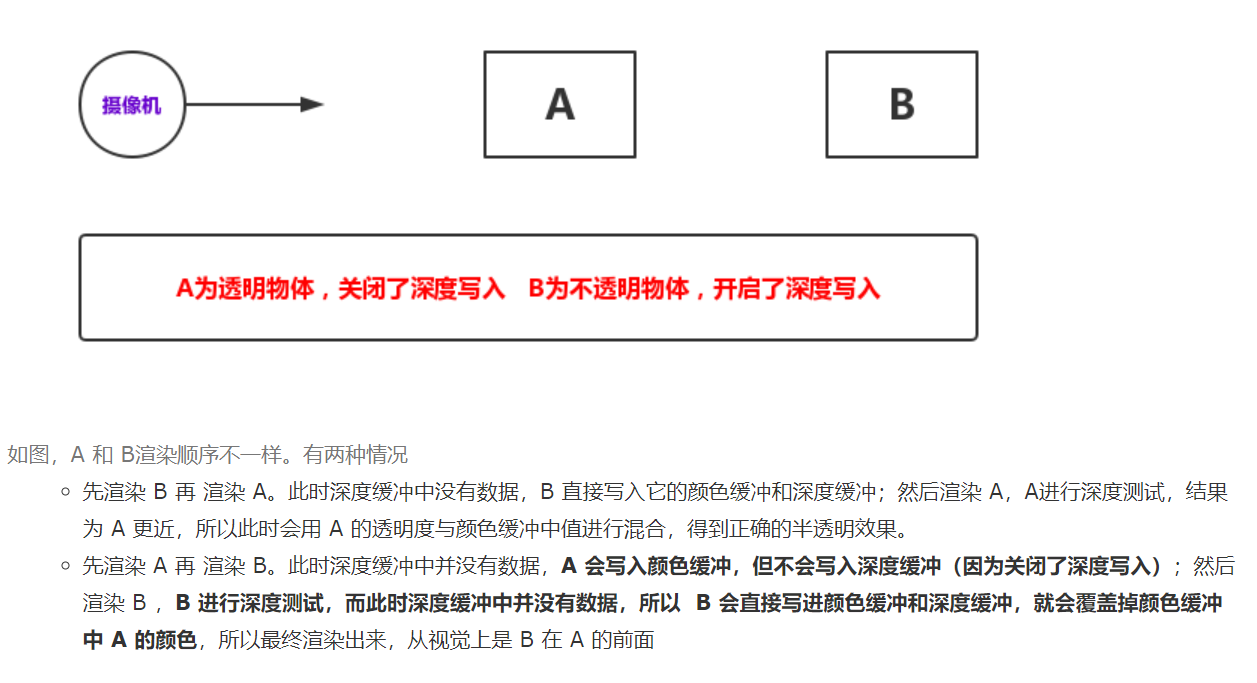 摄像机
A
B
A为透明物体，关闭了深度写入 B为不透明物体，开启了深度写入
如图，A 和 B渲染顺序不一样。有两种情况
先渲染 B 再 渲染 A。此时深度缓冲中没有数据，B 直接写入它的颜色缓冲和深度缓冲；然后渲染 A，A进行深度测试，结果
为 A 更近，所以此时会用 A 的透明度与颜色缓冲中值进行混合，得到正确的半透明效果。
先渲染 A 再 渲染 B。此时深度缓冲中并没有数据，A 会写入颜色缓冲，但不会写入深度缓冲（因为关闭了深度写入）；然后
渲染 B ，B 进行深度测试，而此时深度缓冲中并没有数据，所以 B 会直接写进颜色缓冲和深度缓冲，就会覆盖掉颜色缓冲
中 A 的颜色，所以最终渲染出来，从视觉上是 B 在 A 的前面